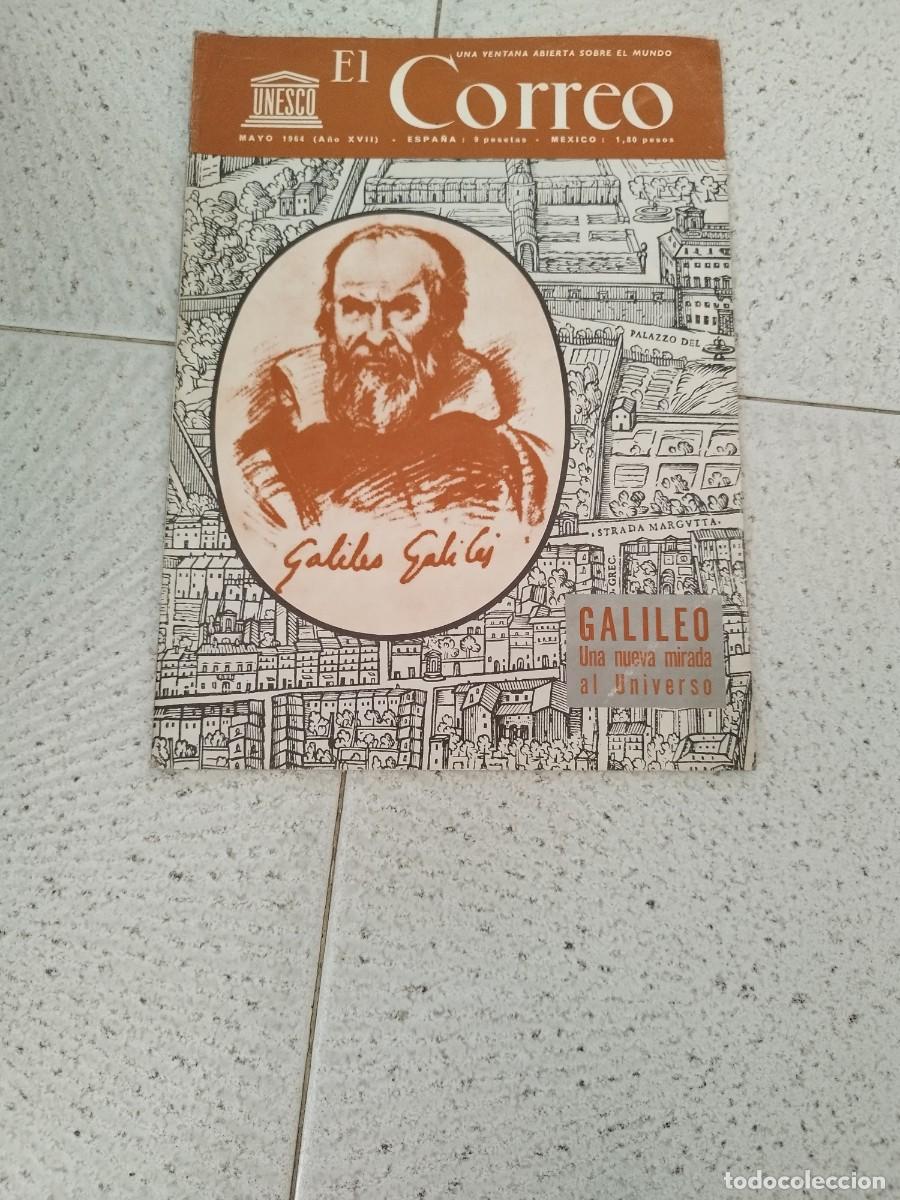 UNA VENTANA ABIERTA SOBRE EL MUNDO
El Correo
UNESCO
MAYO 1964 (Año XVII) - ESPAÑA : 9 pesetas - MEXICO : 1,80 pesos
PALAZZO DEL
STRADA MARGVTTA.
GREC.
Galileo Galilei
GALILEO
Una nueva mirada
al Universo
todocoleccion